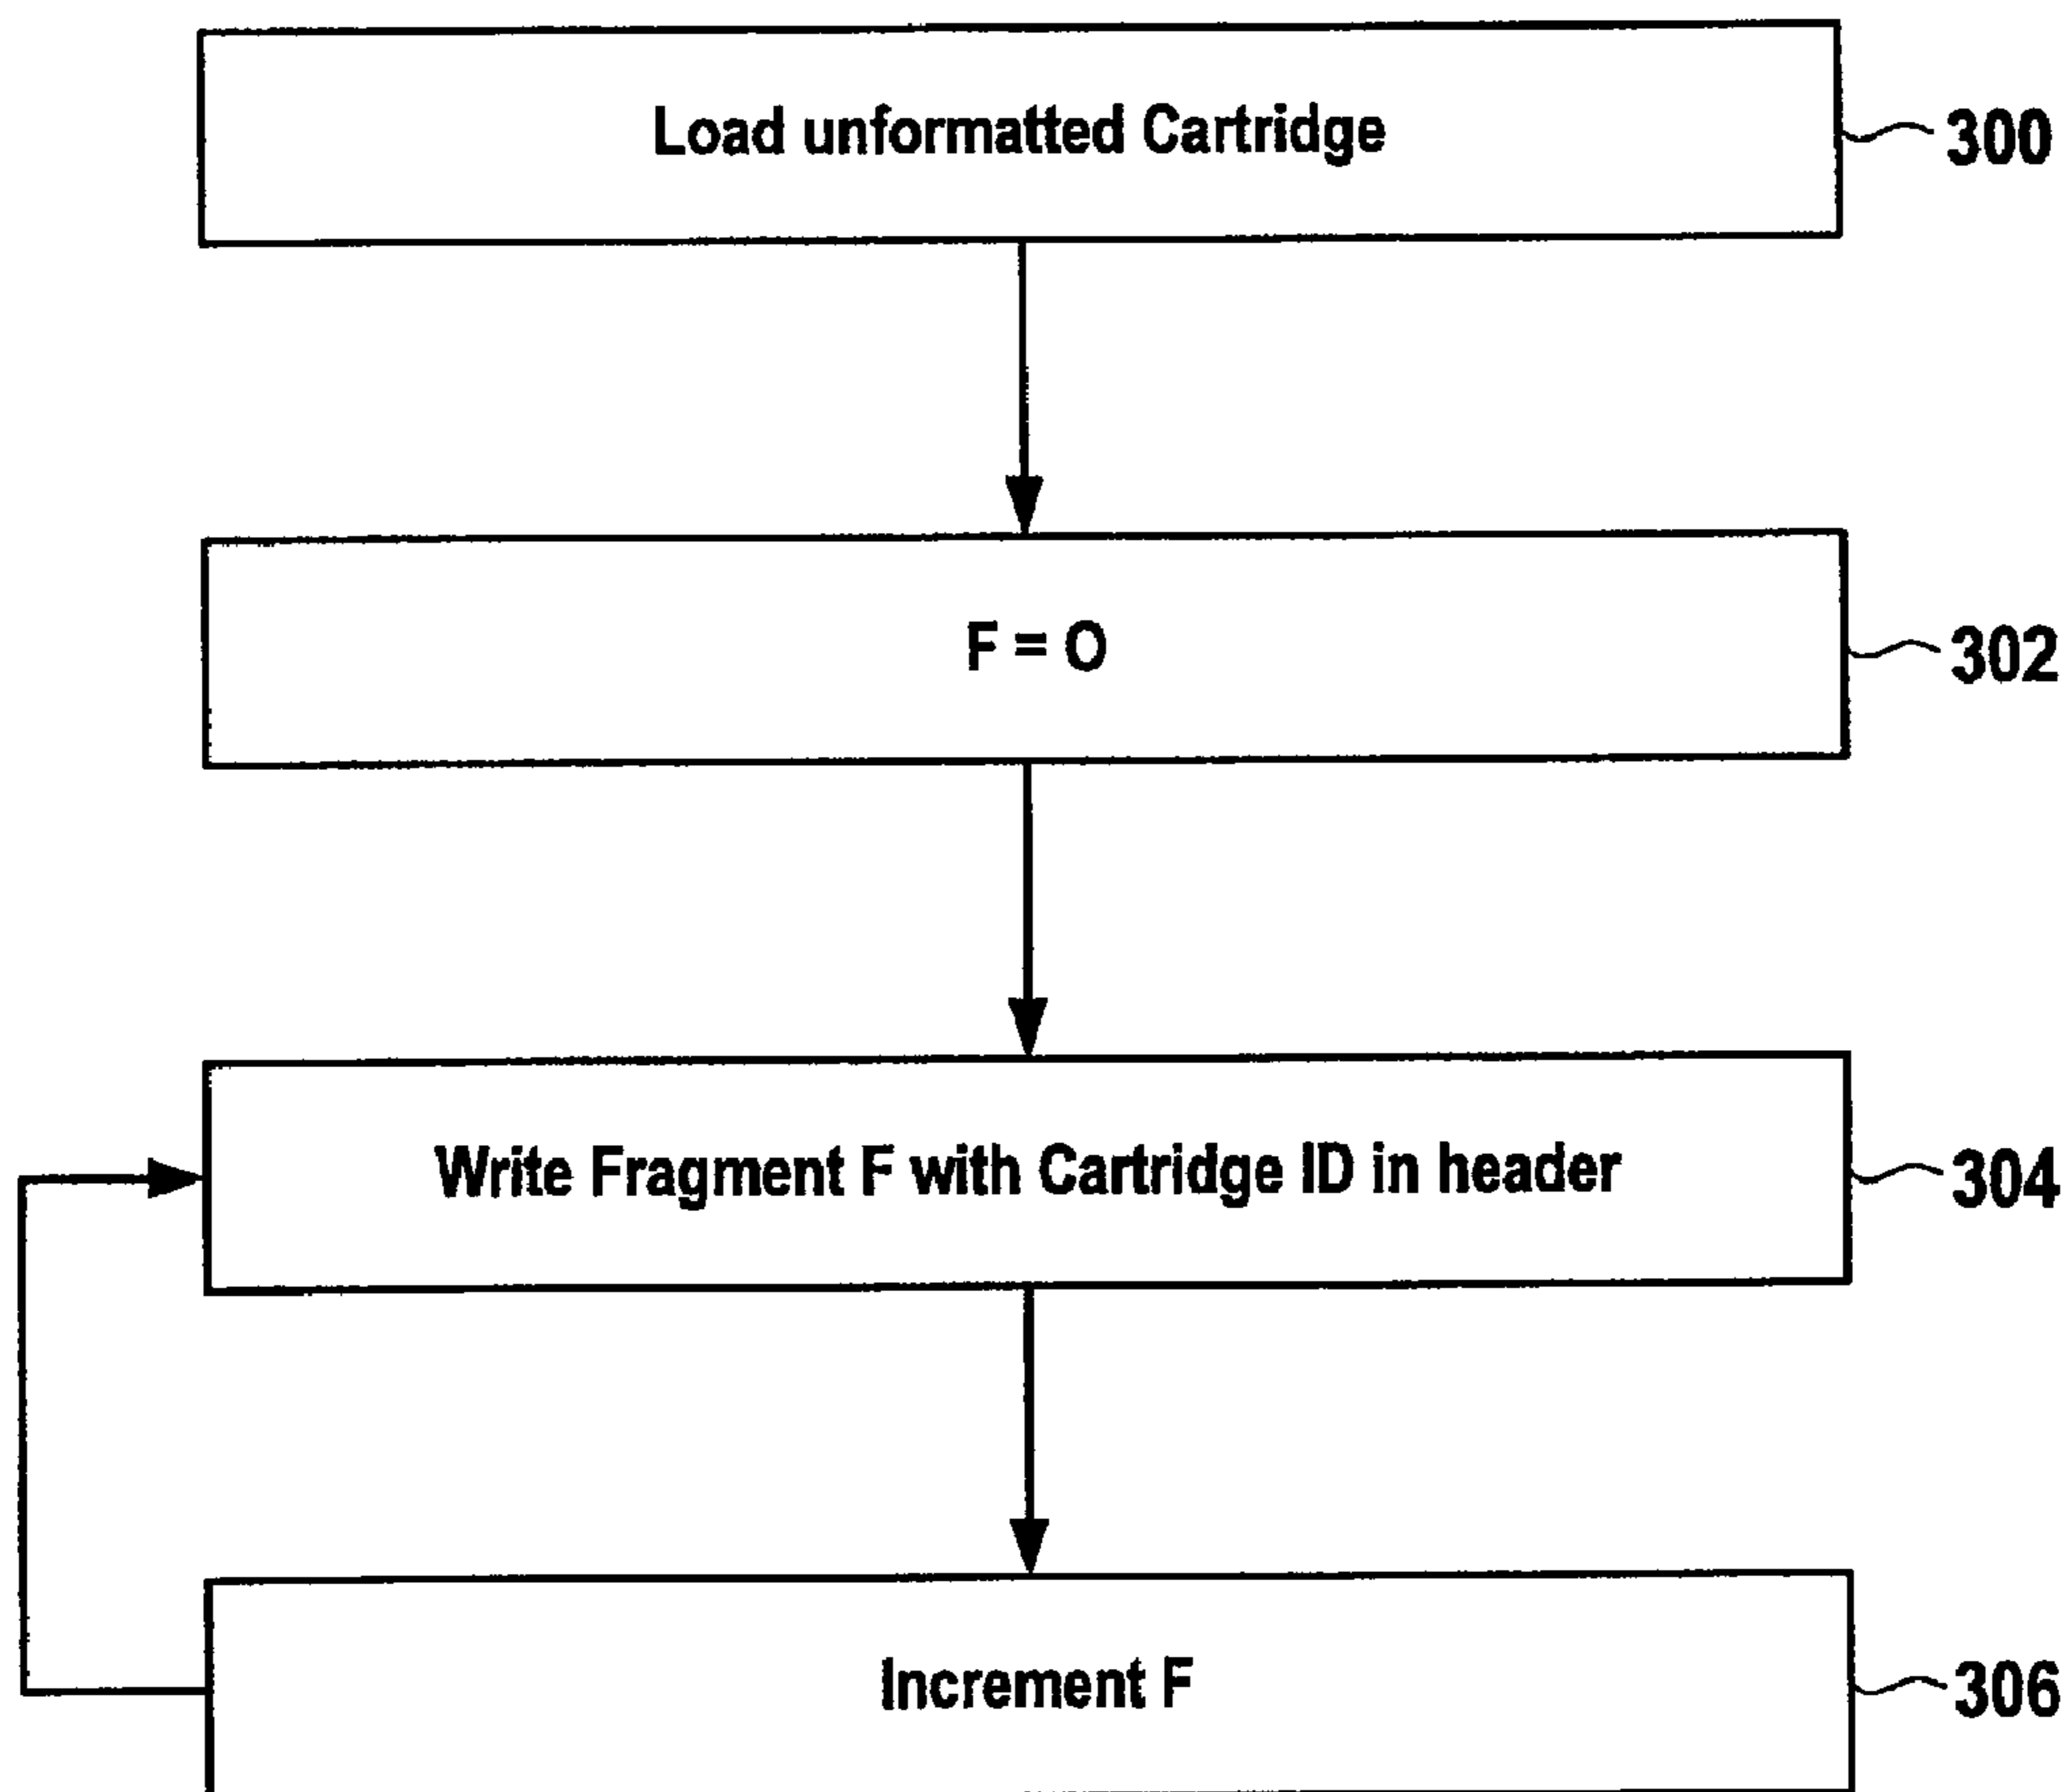 Load unformatted Cartridge
300
F = O
302
Write Fragment F with Cartridge ID in header
304
Increment F
306